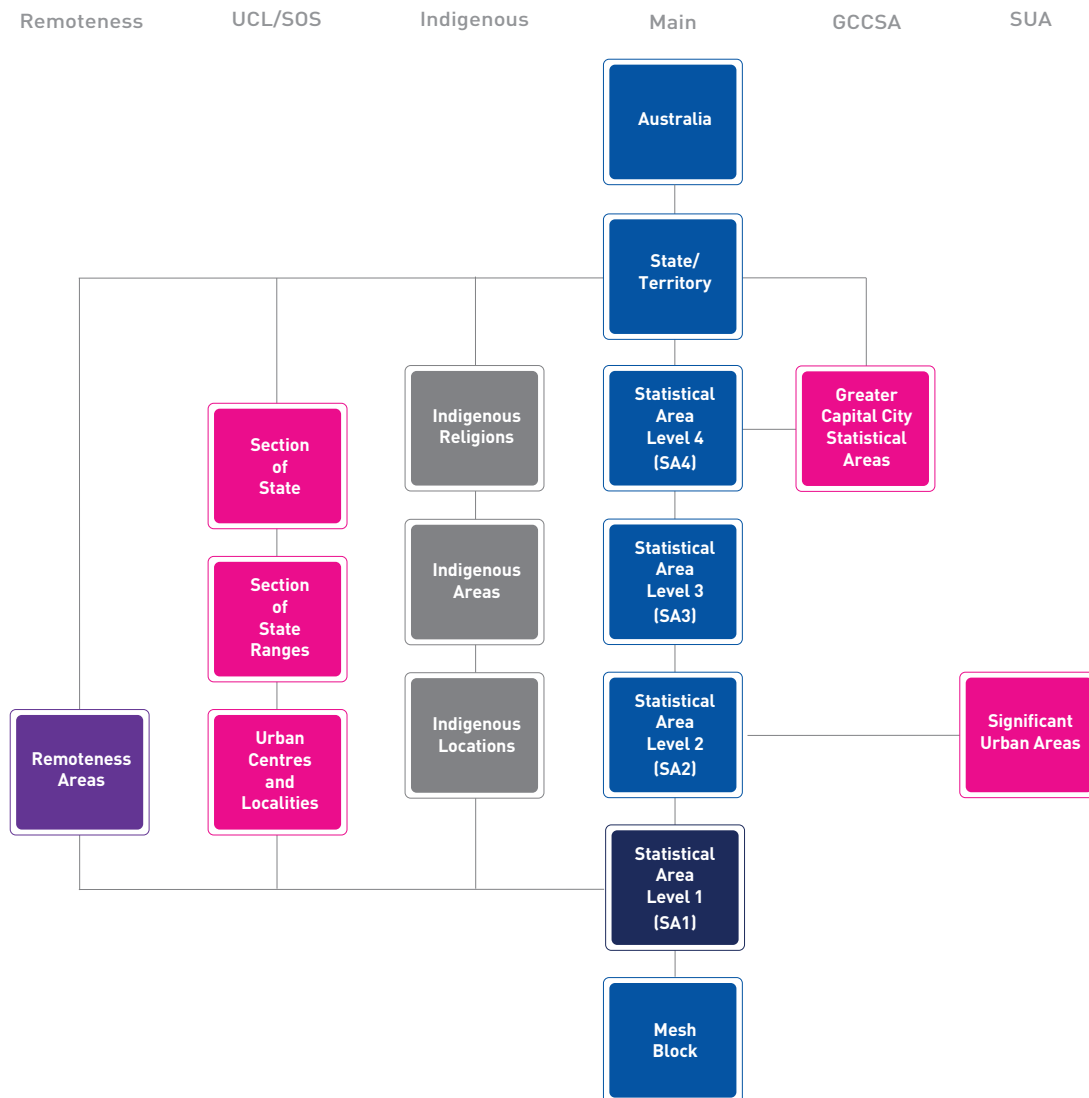 Remoteness
UCL/SOS
Indigenous
Main
GCCSA
SUA
Australia
State/
Territory
Statistical
Area
Level 4
(SA4)
Greater
Capital City
Statistical
Areas
Indigenous
Religions
Section
of
State
Statistical
Area
Level 3
(SA3)
Indigenous
Areas
Section
of
State
Ranges
Statistical
Area
Level 2
(SA2)
Significant
Urban Areas
Indigenous
Locations
Urban
Centres
and
Localities
Remoteness
Areas
Statistical
Area
Level 1
(SA1)
Mesh
Block